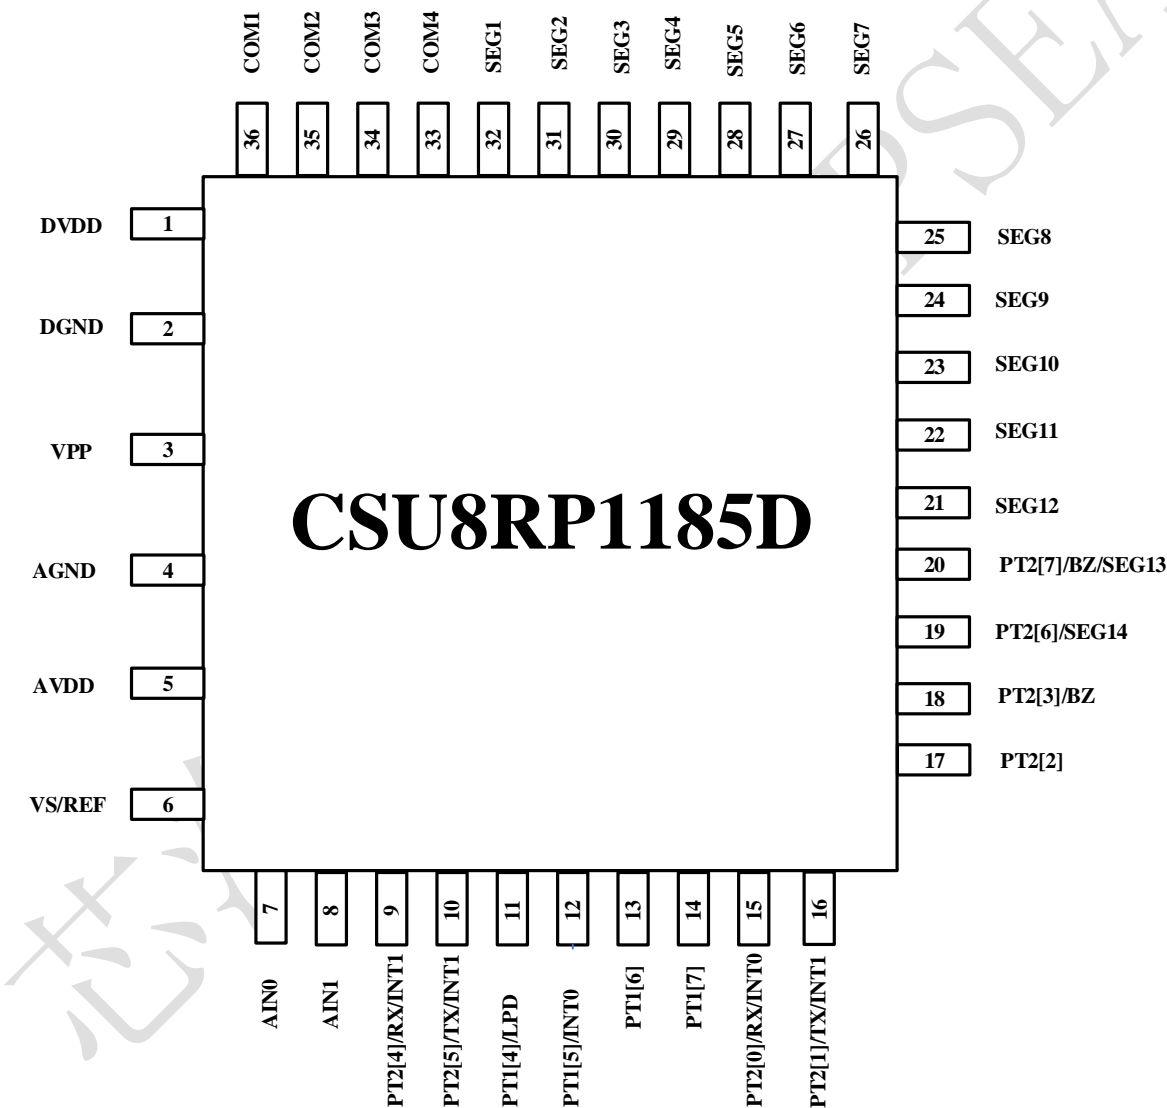 COM1
COM2
COM3
COM4
SEG1
SEG2
SEG3
SEG4
SEG5
SEG6
SEG7
36
35
34
33
32
31
30
29
28
27
26
DVDD 1
DGND 2
VPP 3
AGND 4
AVDD 5
VS/REF 6
CSU8RP1185D
25 SEG8
24 SEG9
23 SEG10
22 SEG11
21 SEG12
20 PT2[7]/BZ/SEG13
19 PT2[6]/SEG14
18 PT2[3]/BZ
17 PT2[2]
7
8
9
10
11
12
13
14
15
16
AIN0
AIN1
PT2[4]/RX/INT1
PT2[5]/TX/INT1
PT1[4]/LPD
PT1[5]/INT0
PT1[6]
PT1[7]
PT2[0]/RX/INT0
PT2[1]/TX/INT1